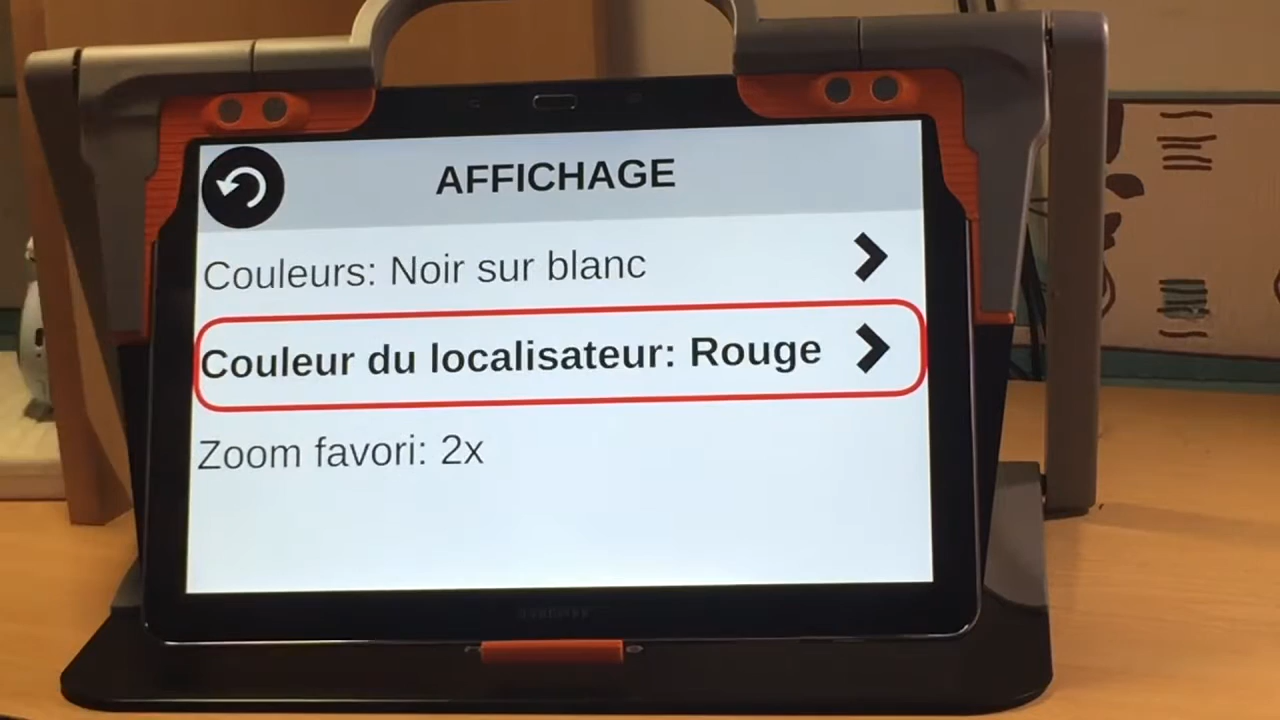 AFFICHAGE
Couleurs: Noir sur blanc
Couleur du localisateur: Rouge
Zoom favori: 2x